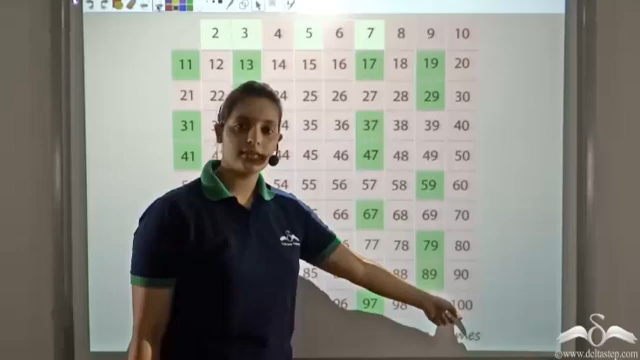 2 3 4 5 6 7 8 9 10
11 12 13 14 15 16 17 18 19 20
21 22 24 25 26 27 28 29 30
31 35 36 37 38 39 40
41 45 46 47 48 49 50
54 55 56 57 58 59 60
66 67 68 69 70
77 78 79 80
85 88 89 90
96 97 98 100
©www.deltastep.com